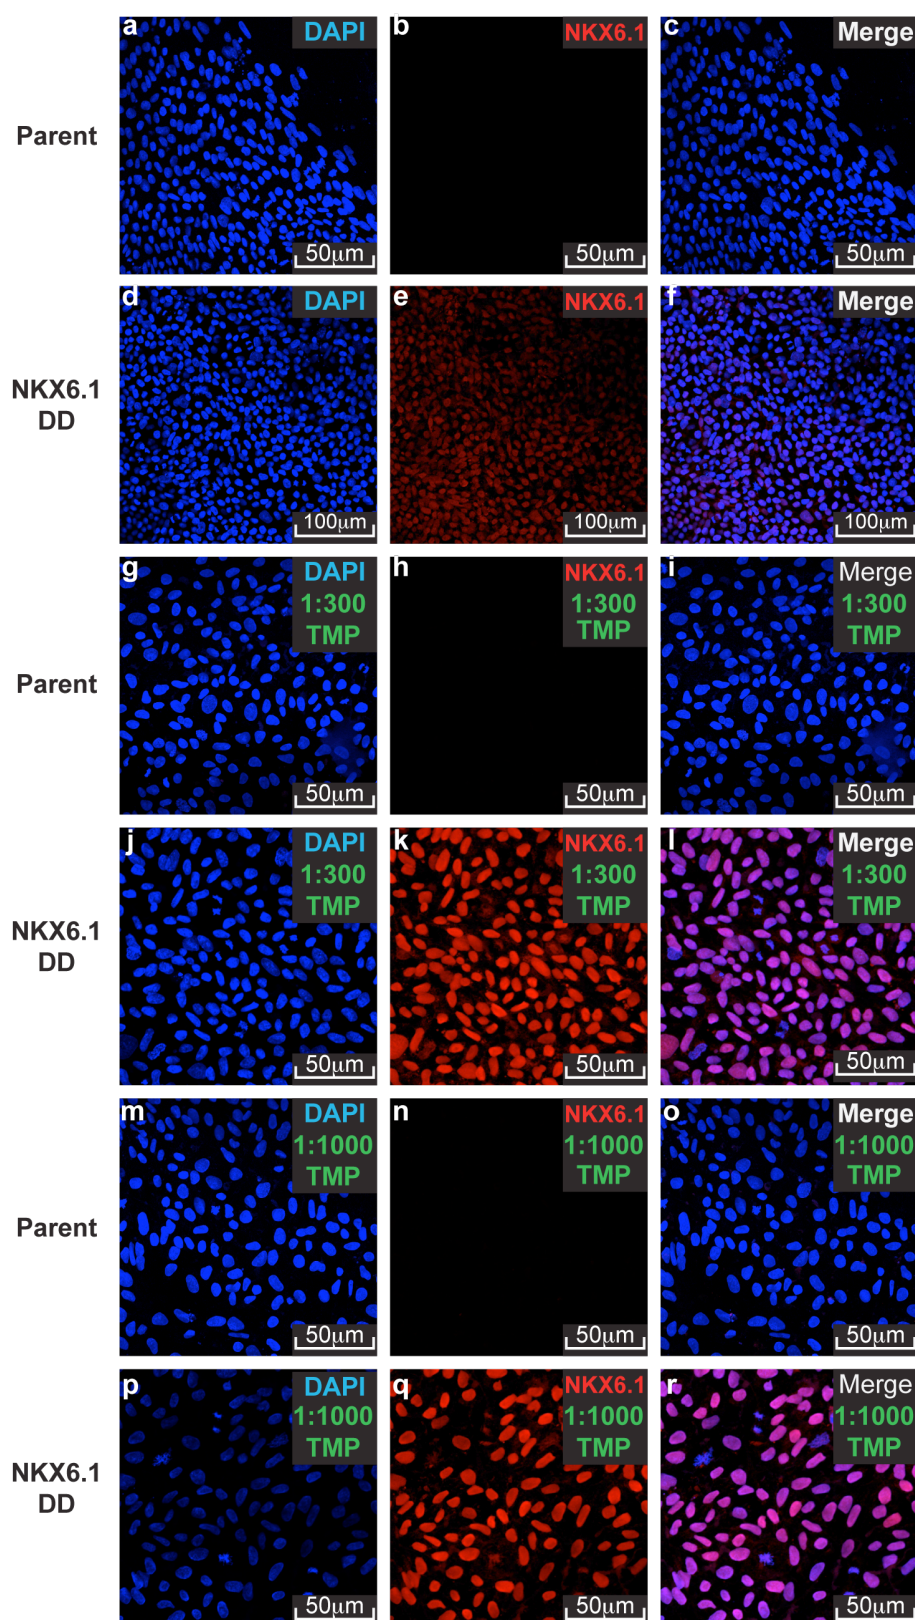 a DAPI
b NKX6.1
c Merge
Parent
50μm
50μm
50μm
d DAPI
e NKX6.1
f Merge
NKX6.1
DD
100μm
100μm
100μm
g DAPI
1:300
TMP
h NKX6.1
1:300
TMP
i Merge
1:300
TMP
Parent
50μm
50μm
50μm
j DAPI
1:300
TMP
k NKX6.1
1:300
TMP
l Merge
1:300
TMP
NKX6.1
DD
50μm
50μm
50μm
m DAPI
1:1000
TMP
n NKX6.1
1:1000
TMP
o Merge
1:1000
TMP
Parent
50μm
50μm
50μm
p DAPI
1:1000
TMP
q NKX6.1
1:1000
TMP
r Merge
1:1000
TMP
NKX6.1
DD
50μm
50μm
50μm